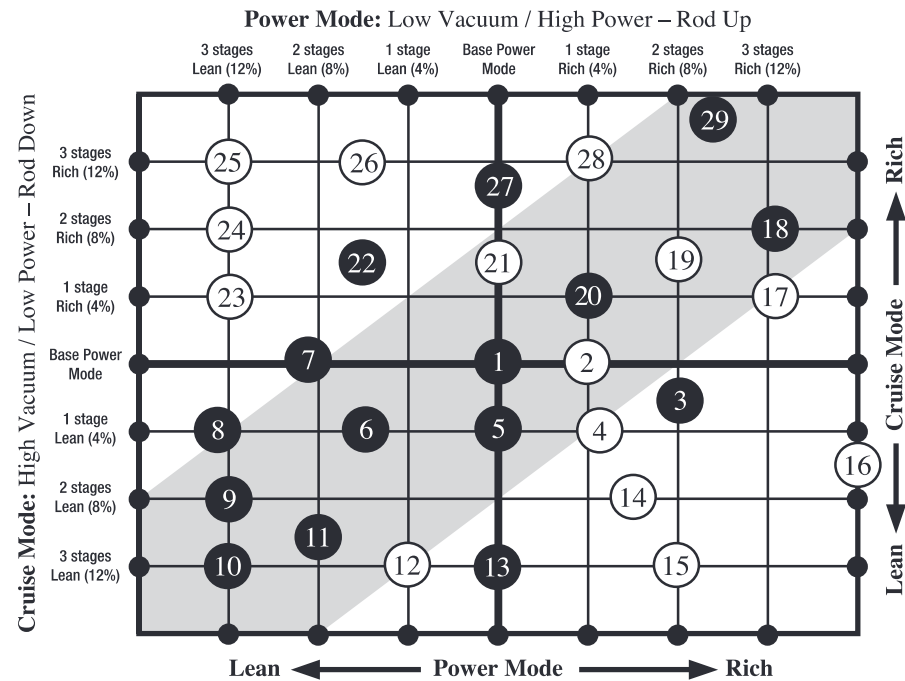 Power Mode: Low Vacuum / High Power – Rod Up
3 stages
Lean (12%)
2 stages
Lean (8%)
1 stage
Lean (4%)
Base Power
Mode
1 stage
Rich (4%)
2 stages
Rich (8%)
3 stages
Rich (12%)
Cruise Mode: High Vacuum / Low Power – Rod Down
3 stages
Rich (12%)
2 stages
Rich (8%)
1 stage
Rich (4%)
Base Power
Mode
1 stage
Lean (4%)
2 stages
Lean (8%)
3 stages
Lean (12%)
29
25
26
28
27
24
18
22
21
19
23
20
17
7
1
2
3
8
6
5
4
16
9
14
11
10
12
13
15
Rich
Cruise Mode
Lean
Lean
Power Mode
Rich